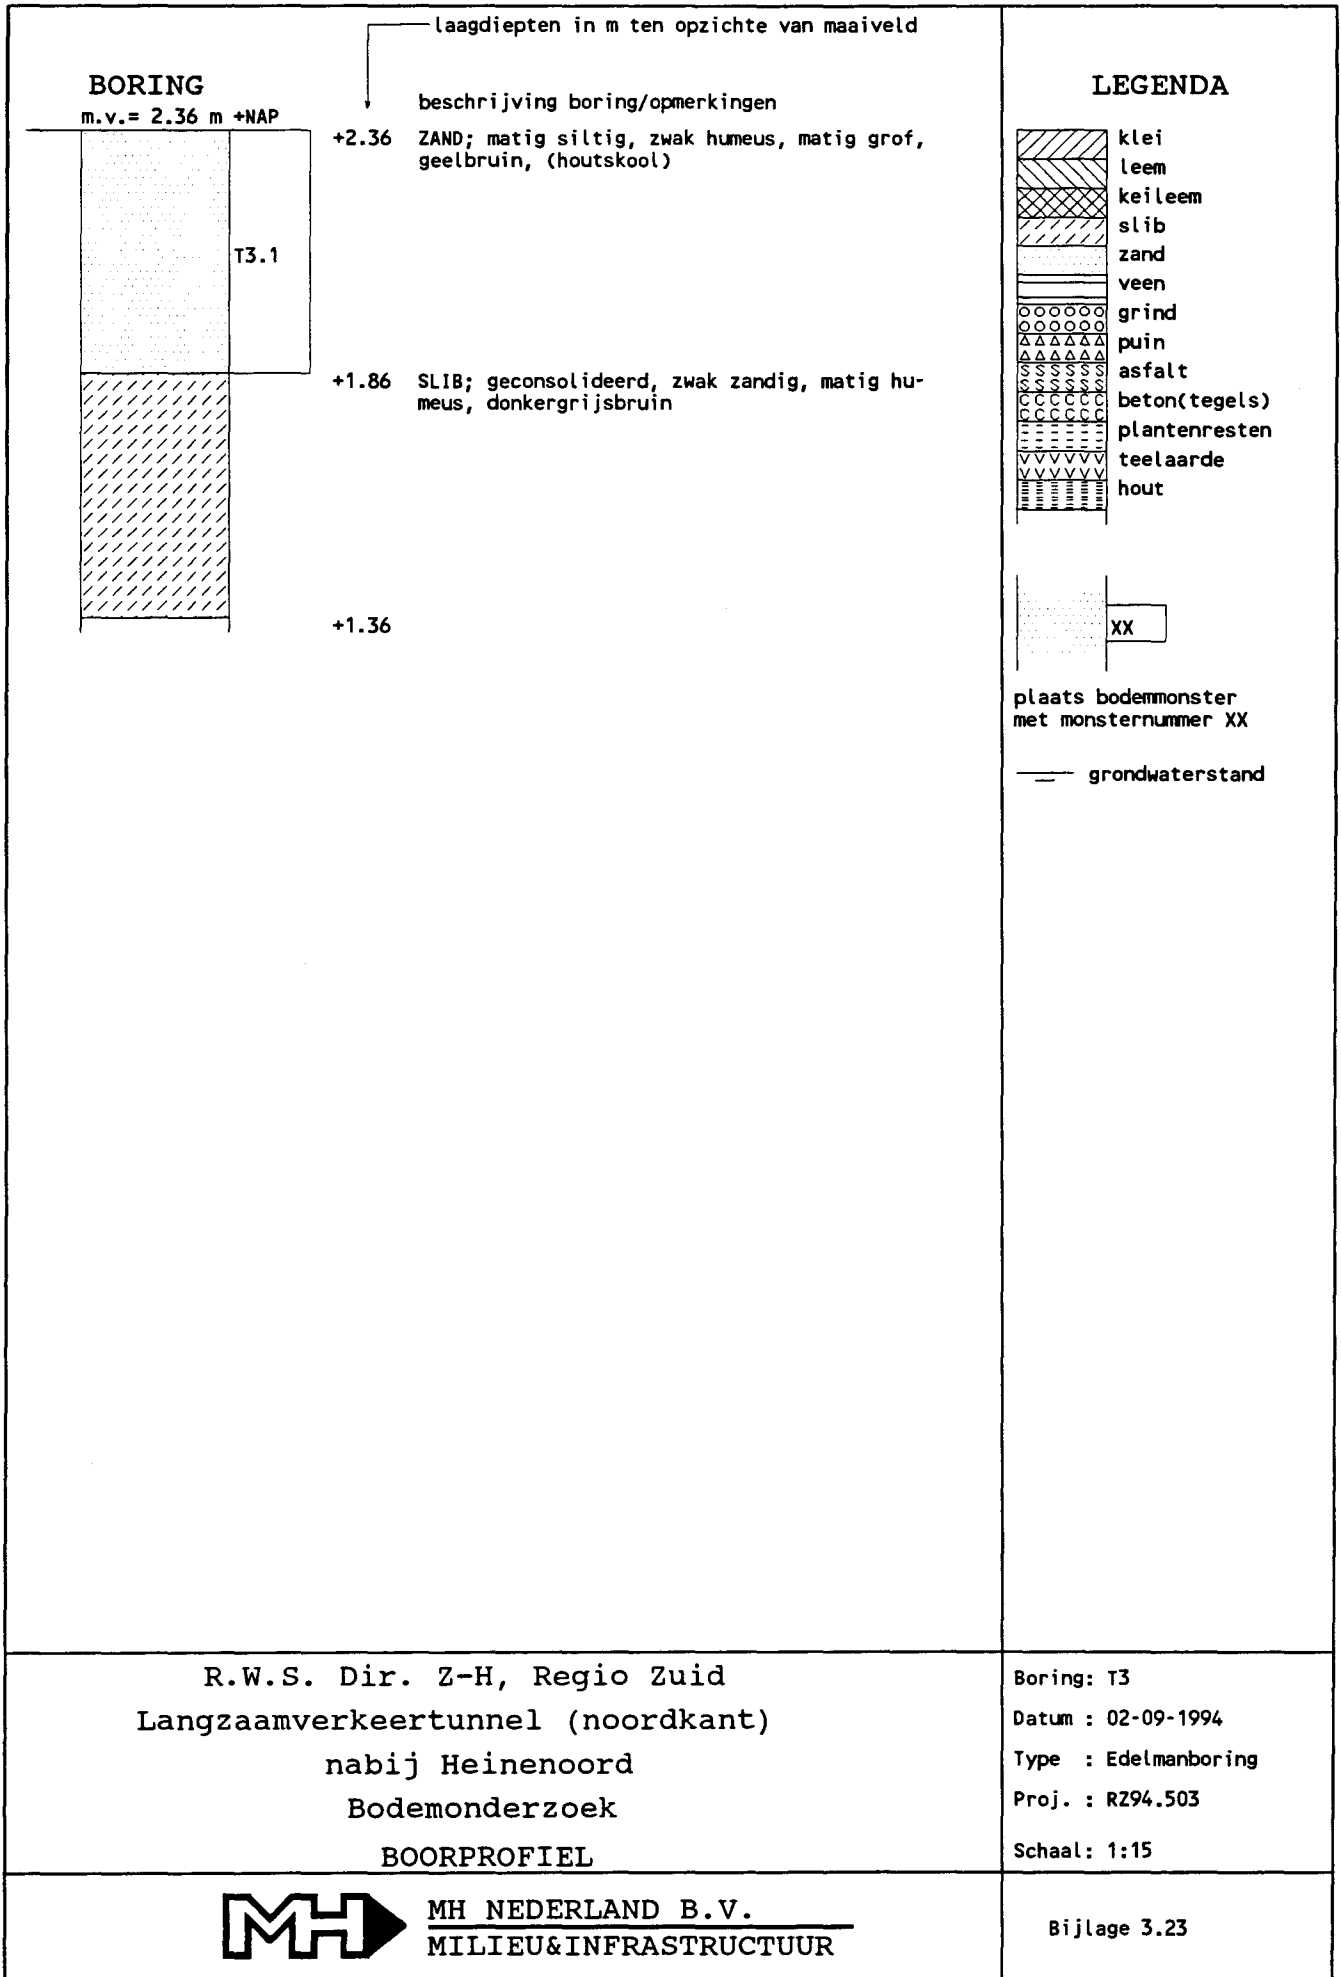 laagdiepten in m ten opzichte van maaiveld
BORING
m.v.= 2.36 m +NAP
beschrijving boring/opmerkingen
+2.36 ZAND; matig siltig, zwak humeus, matig grof,
geelbruin, (houtskool)
T3.1
+1.86 SLIB; geconsolideerd, zwak zandig, matig hu-
meus, donkergrijsbruin
+1.36
LEGENDA
klei
leem
keileem
slib
zand
veen
grind
puin
asfalt
beton(tegels)
plantenresten
teelaarde
hout
XX
plaats bodemmonster
met monsternummer XX
grondwaterstand
R.W.S. Dir. Z-H, Regio Zuid
Langzaamverkeertunnel (noordkant)
nabij Heinenoord
Bodemonderzoek
BOORPROFIEL
Boring: T3
Datum : 02-09-1994
Type : Edelmanboring
Proj. : RZ94.503
Schaal: 1:15
MH
MH NEDERLAND B.V.
MILIEU&INFRASTRUCTUUR
Bijlage 3.23